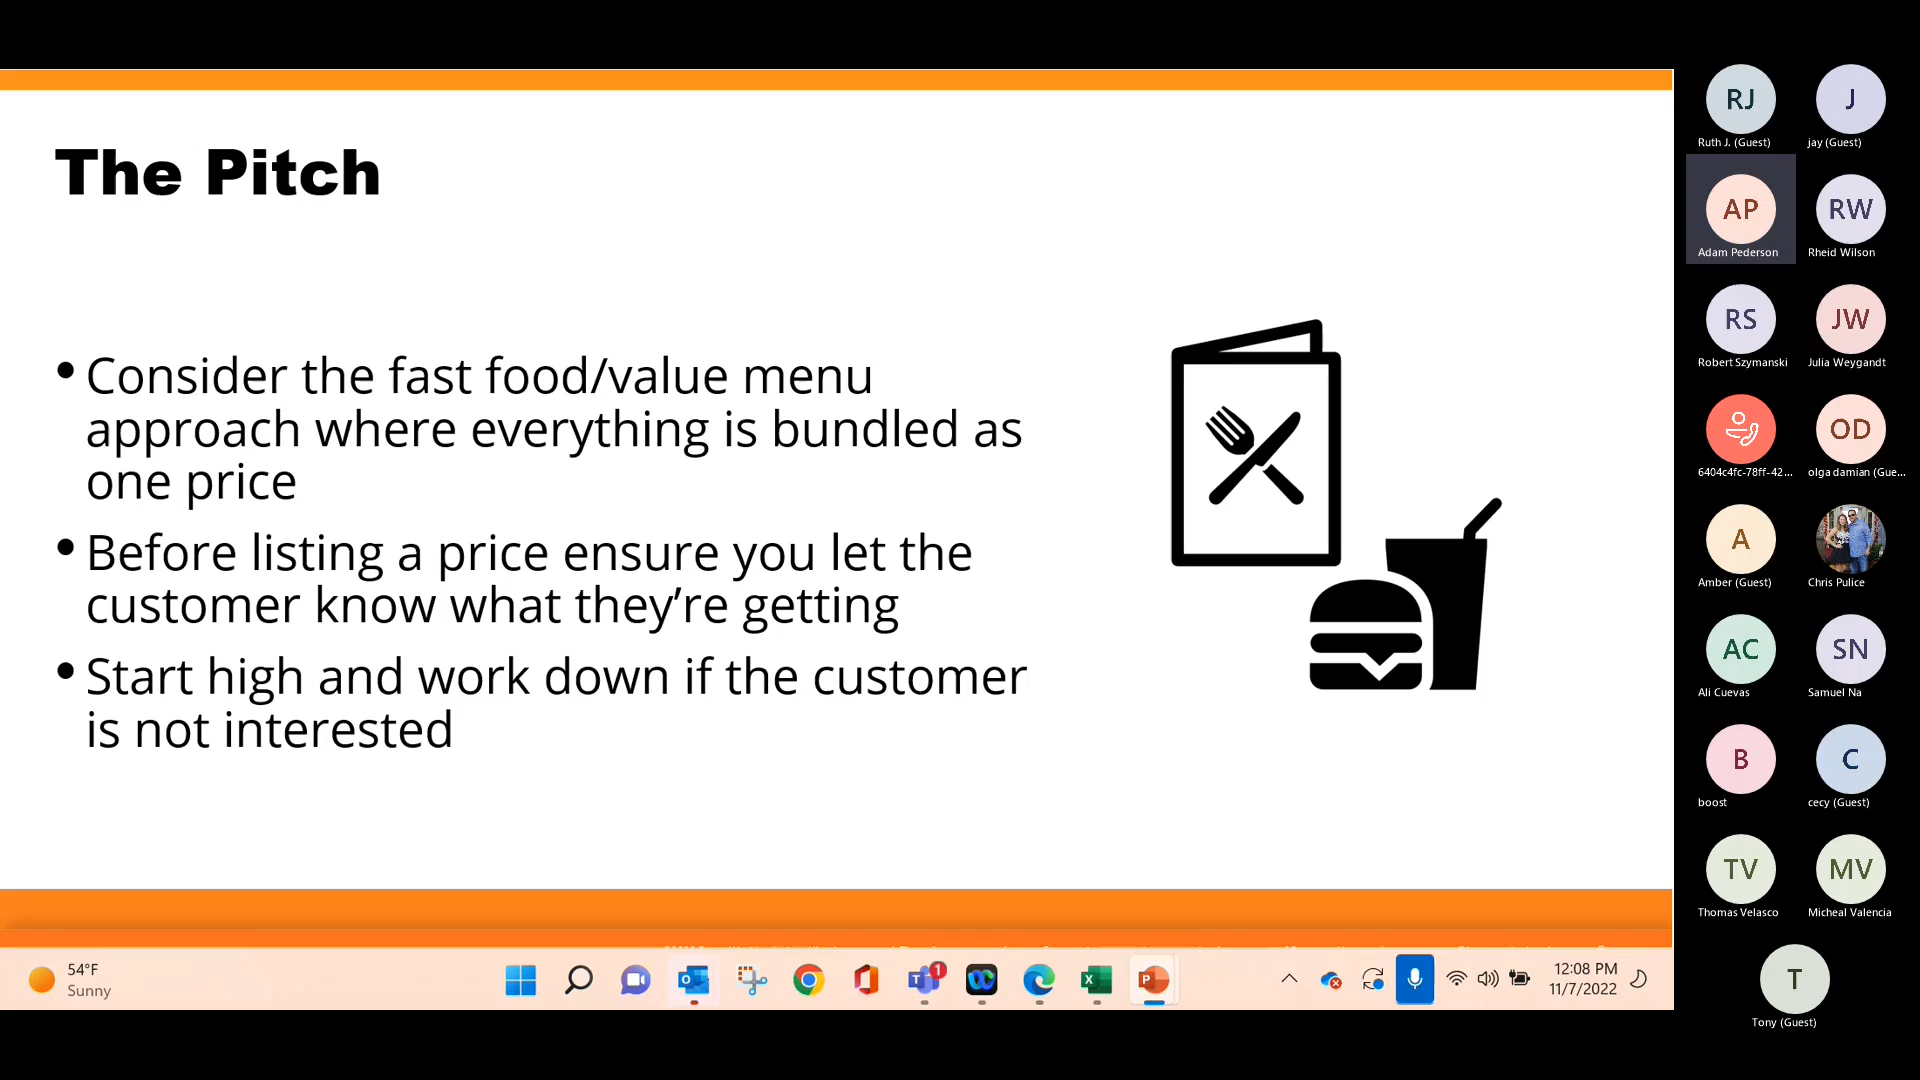 The Pitch
• Consider the fast food/value menu
approach where everything is bundled as
one price
• Before listing a price ensure you let the
customer know what they’re getting
• Start high and work down if the customer
is not interested
RJ
Ruth J. (Guest)
J
jay (Guest)
AP
Adam Pederson
RW
Rheid Wilson
RS
Robert Szymanski
JW
Julia Weygandt
6404c4fc-78ff-42...
OD
olga damian (Gue...
A
Amber (Guest)
Chris Pulice
AC
Ali Cuevas
SN
Samuel Na
B
boost
C
cecy (Guest)
TV
Thomas Velasco
MV
Micheal Valencia
T
Tony (Guest)
54°F
Sunny
1
12:08 PM
11/7/2022